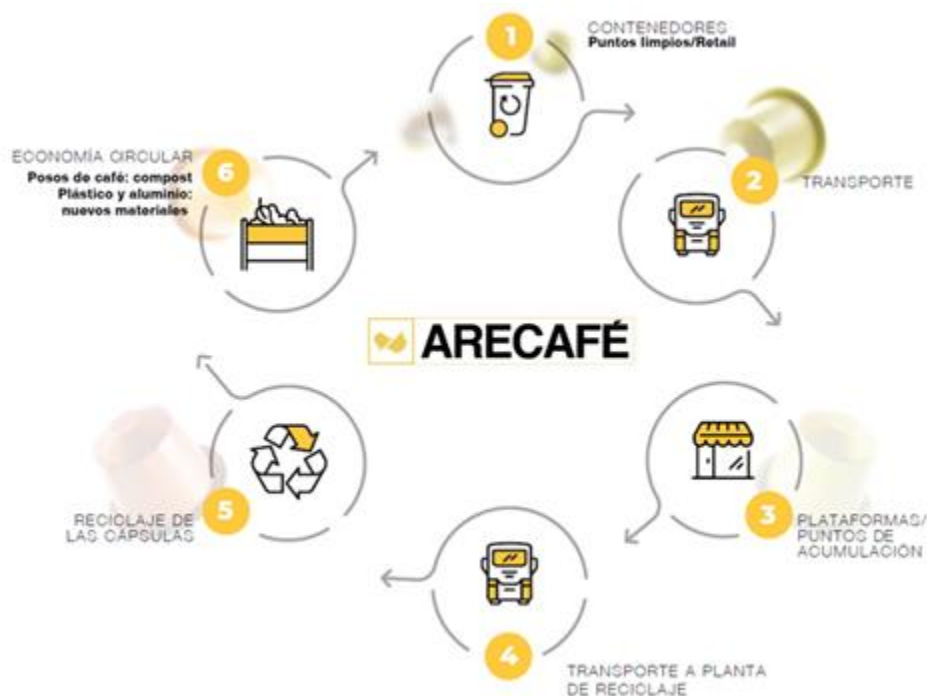 1
CONTENEDORES
Puntos limpios/Retail
2
TRANSPORTE
3
PLATAFORMAS/
PUNTOS DE
ACUMULACIÓN
4
TRANSPORTE A PLANTA
DE RECICLAJE
5
RECICLAJE DE
LAS CÁPSULAS
6
ECONOMÍA CIRCULAR
Posos de café: compost
Plástico y aluminio:
nuevos materiales
ARECAFÉ